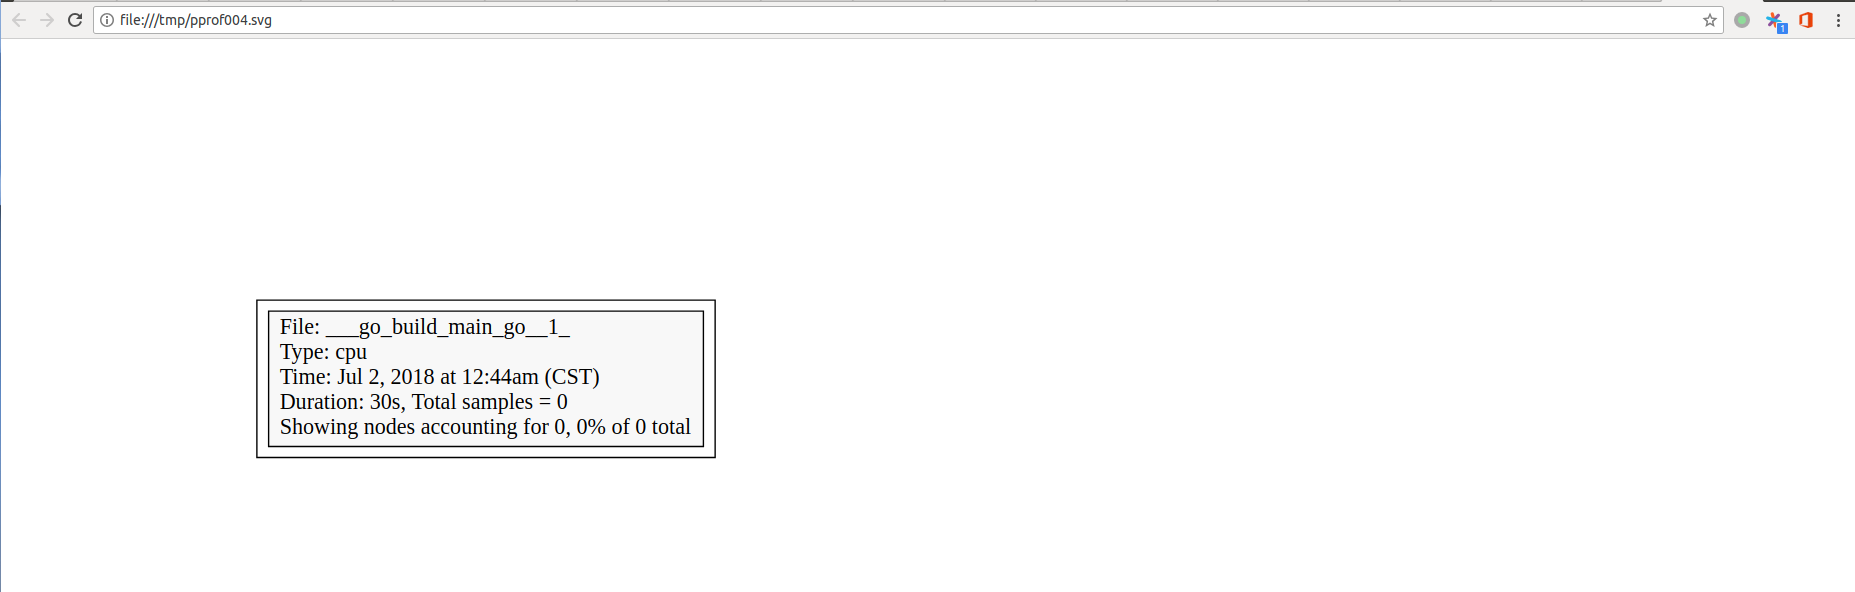 file:///tmp/pprof004.svg
1
File: ___go_build_main_go__1_
Type: cpu
Time: Jul 2, 2018 at 12:44am (CST)
Duration: 30s, Total samples = 0
Showing nodes accounting for 0, 0% of 0 total